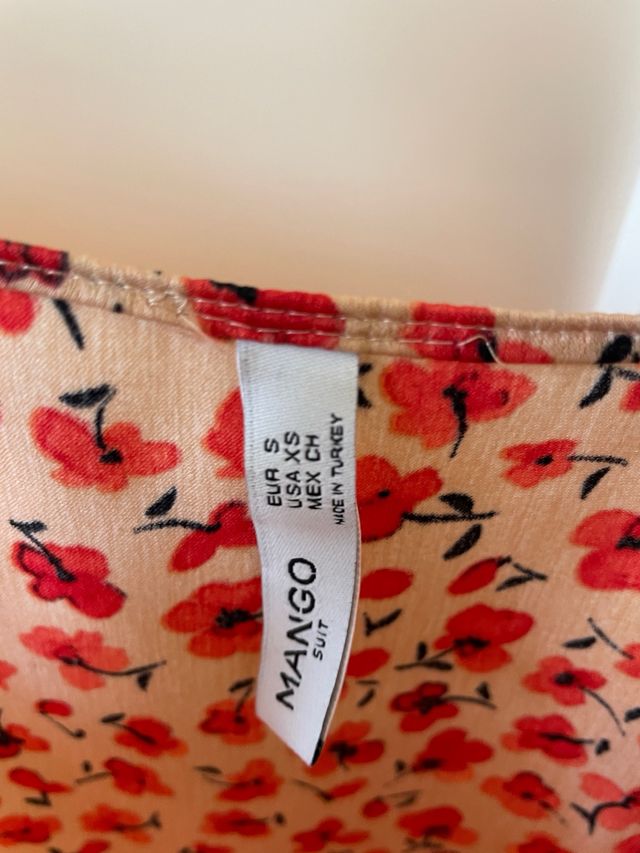 EUR S
USA XS
MEX CH
MADE IN TURKEY
MANGO
SUIT